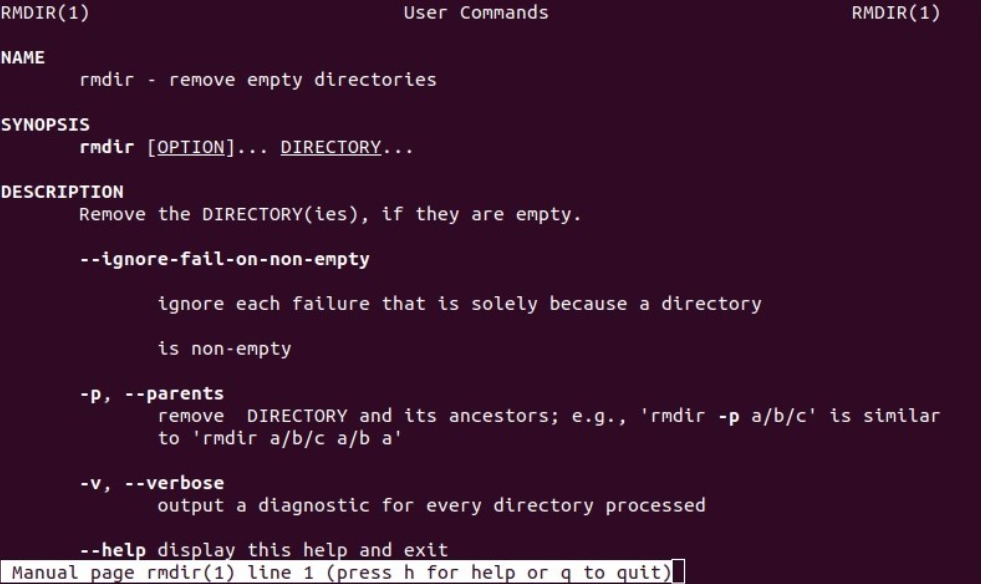 RMDIR(1) User Commands RMDIR(1)
NAME
rmdir - remove empty directories
SYNOPSIS
rmdir [OPTION]... DIRECTORY...
DESCRIPTION
Remove the DIRECTORY(ies), if they are empty.
--ignore-fail-on-non-empty
ignore each failure that is solely because a directory
is non-empty
-p, --parents
remove  DIRECTORY and its ancestors; e.g., 'rmdir -p a/b/c' is similar
to 'rmdir a/b/c a/b a'
-v, --verbose
output a diagnostic for every directory processed
--help display this help and exit
Manual page rmdir(1) line 1 (press h for help or q to quit)